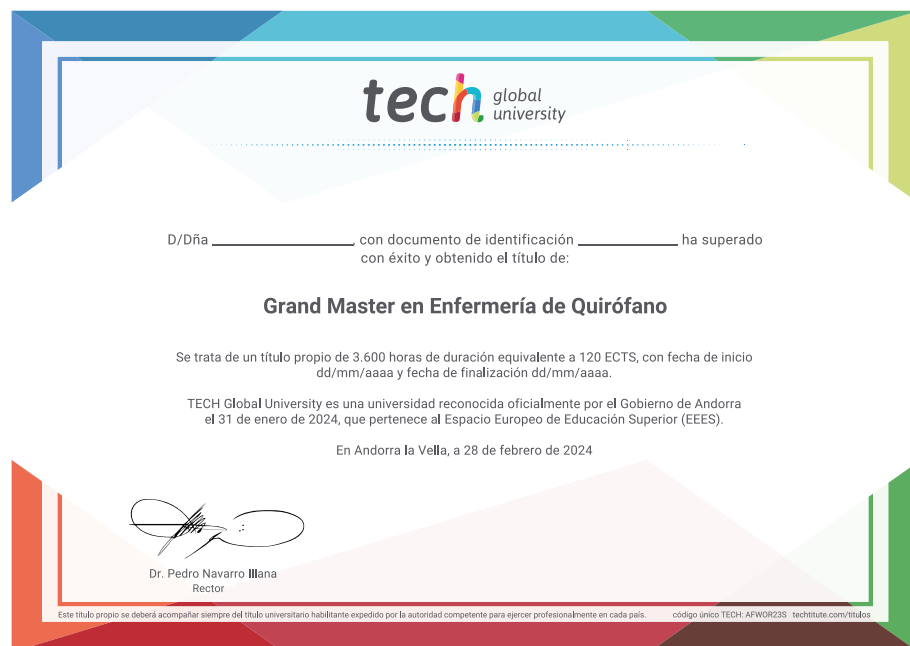 tech global university
D/Dña ____________________, con documento de identificación ______________ ha superado
con éxito y obtenido el título de:
Grand Master en Enfermería de Quirófano
Se trata de un título propio de 3.600 horas de duración equivalente a 120 ECTS, con fecha de inicio
dd/mm/aaaa y fecha de finalización dd/mm/aaaa.
TECH Global University es una universidad reconocida oficialmente por el Gobierno de Andorra
el 31 de enero de 2024, que pertenece al Espacio Europeo de Educación Superior (EEES).
En Andorra la Vella, a 28 de febrero de 2024
Dr. Pedro Navarro Illana
Rector
Este título propio se deberá acompañar siempre del título universitario habilitante expedido por la autoridad competente para ejercer profesionalmente en cada país. código único TECH: AFWOR23S techtitute.com/titulos